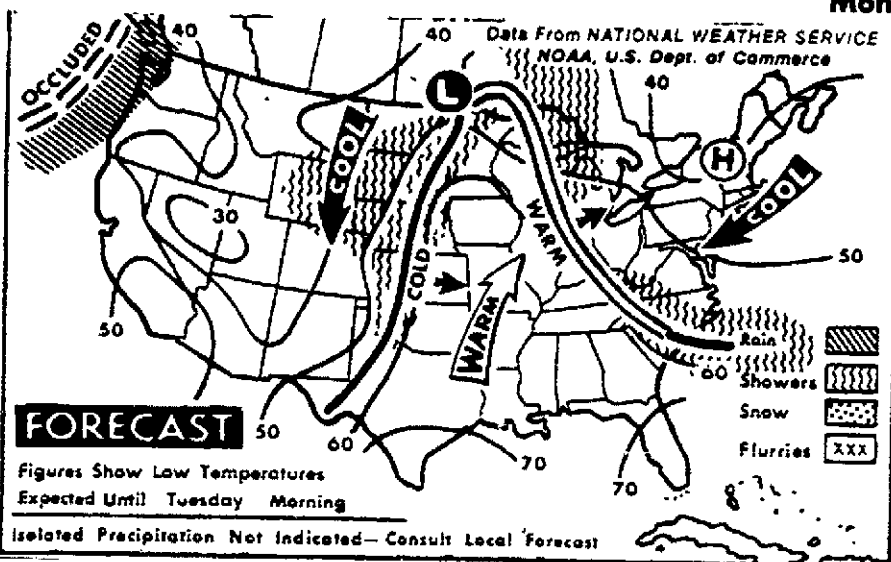 Mon
40
40
Data From NATIONAL WEATHER SERVICE
NOAA, U.S. Dept. of Commerce
OCCLUDED
L
40
COOL
H
COOL
30
WARM
COLD
50
50
WARM
Rain
60
Showers
Snow
Flurries XXX
FORECAST
50
60
70
70
Figures Show Low Temperatures
Expected Until Tuesday Morning
Isolated Precipitation Not Indicated— Consult Local Forecast